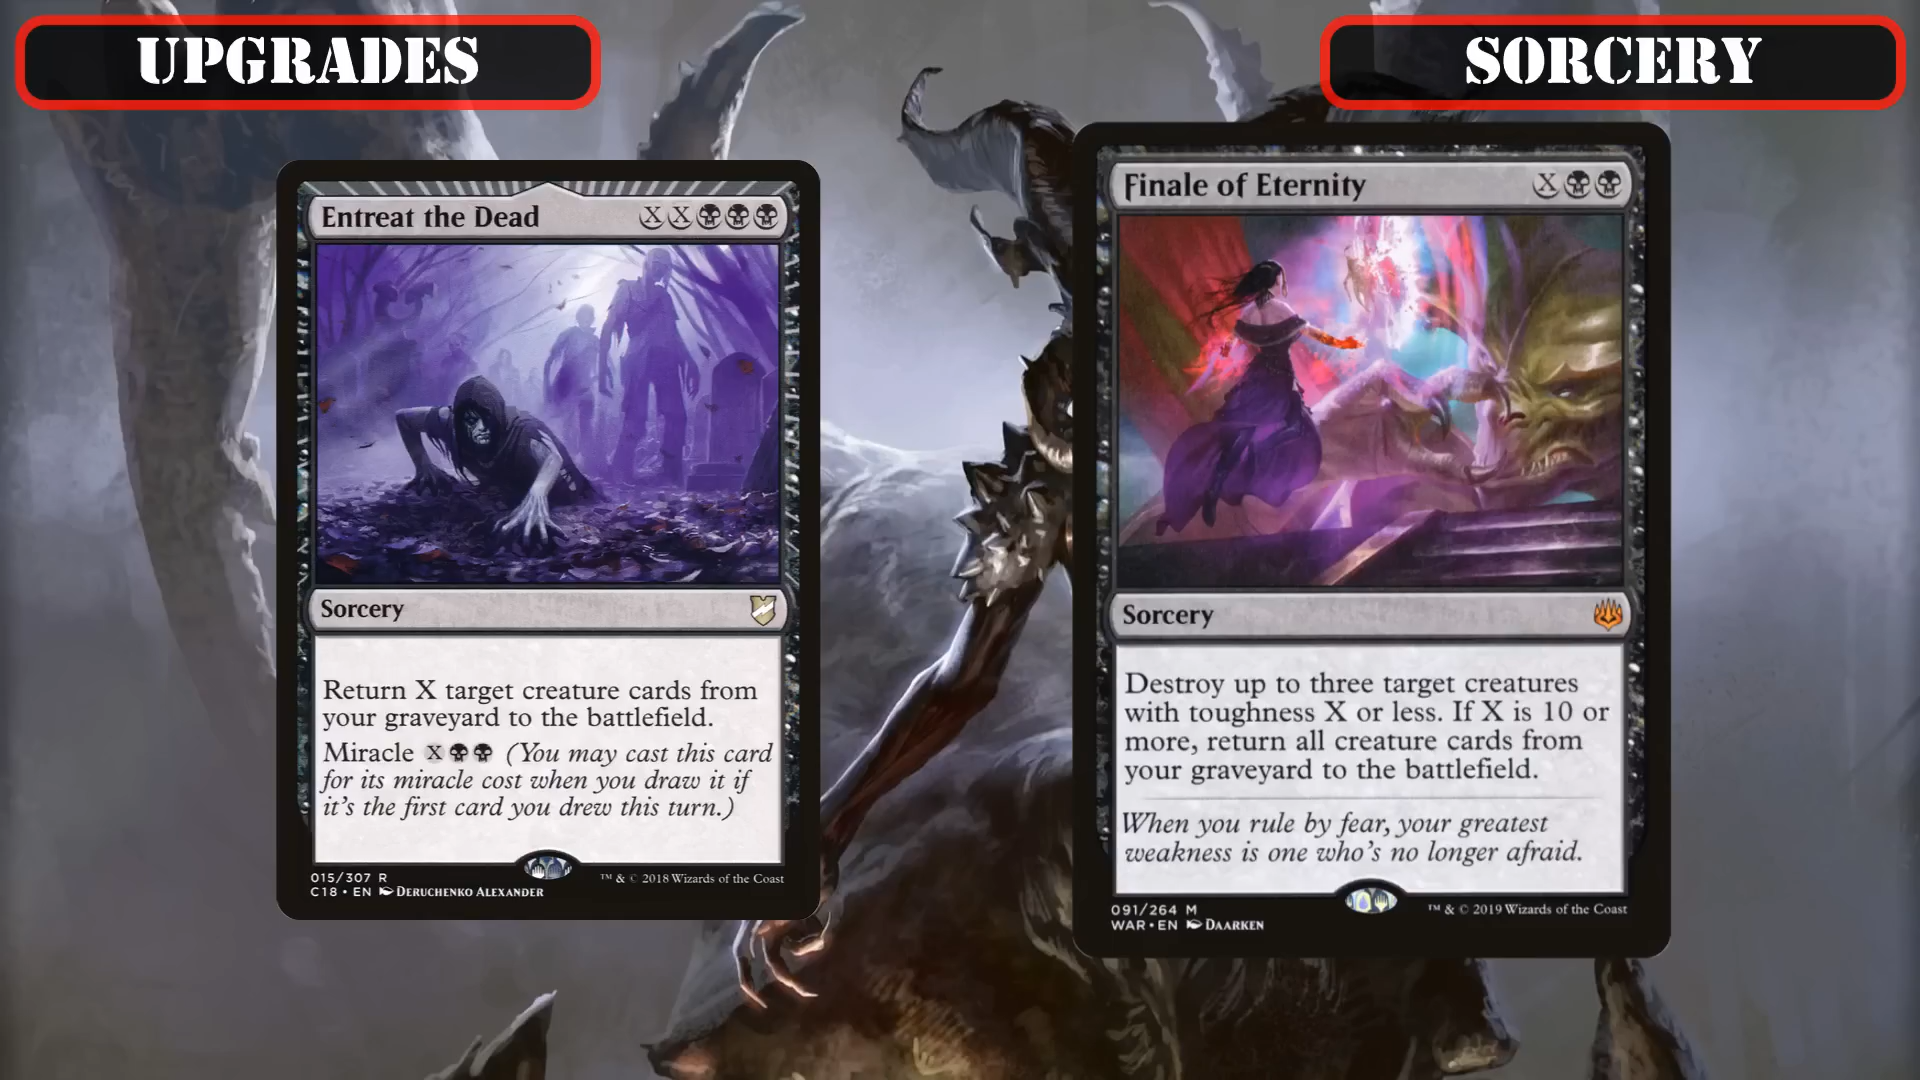 UPGRADES
SORCERY
Entreat the Dead XX
Sorcery
Return X target creature cards from
your graveyard to the battlefield.
Miracle X (You may cast this card
for its miracle cost when you draw it if
it's the first card you drew this turn.)
015/307 R
C18 • EN DERUCHENKO ALEXANDER
™ & © 2018 Wizards of the Coast
Finale of Eternity X
Sorcery
Destroy up to three target creatures
with toughness X or less. If X is 10 or
more, return all creature cards from
your graveyard to the battlefield.
When you rule by fear, your greatest
weakness is one who's no longer afraid.
091/264 M
WAR • EN DAARKEN
™ & © 2019 Wizards of the Coast